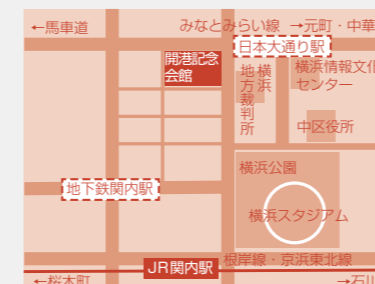 みなとみらい線 →元町・中華
←馬車道
日本大通り駅
開港記念
会館
横浜
地方裁判所
横浜情報文化
センター
中区役所
横浜公園
地下鉄関内駅
横浜スタジアム
根岸線・京浜東北線
JR関内駅
←桜木町
→石川